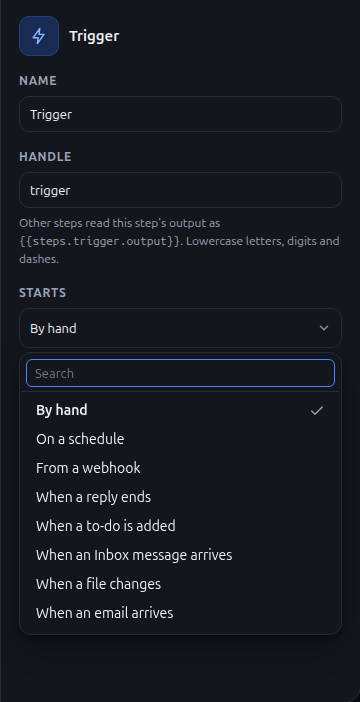 Trigger
NAME
Trigger
HANDLE
trigger
Other steps read this step's output as
{{steps.trigger.output}}. Lowercase letters, digits and
dashes.
STARTS
By hand
Search
By hand
On a schedule
From a webhook
When a reply ends
When a to-do is added
When an Inbox message arrives
When a file changes
When an email arrives